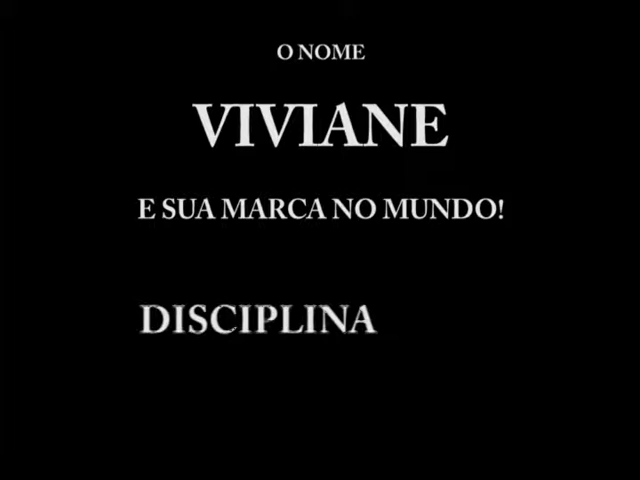 O NOME
VIVIANE
E SUA MARCA NO MUNDO!
DISCIPLINA